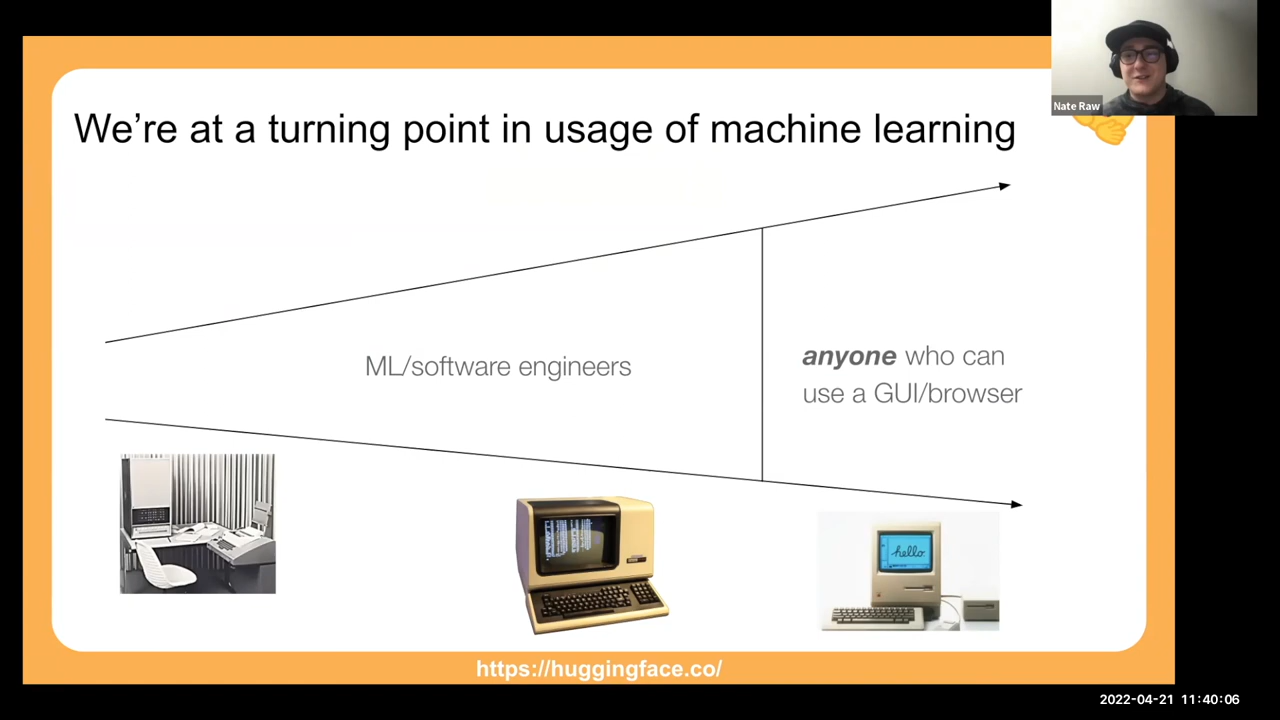 Nate Raw
We're at a turning point in usage of machine learning
ML/software engineers
anyone who can
use a GUI/browser
hello
https://huggingface.co/
2022-04-21 11:40:06